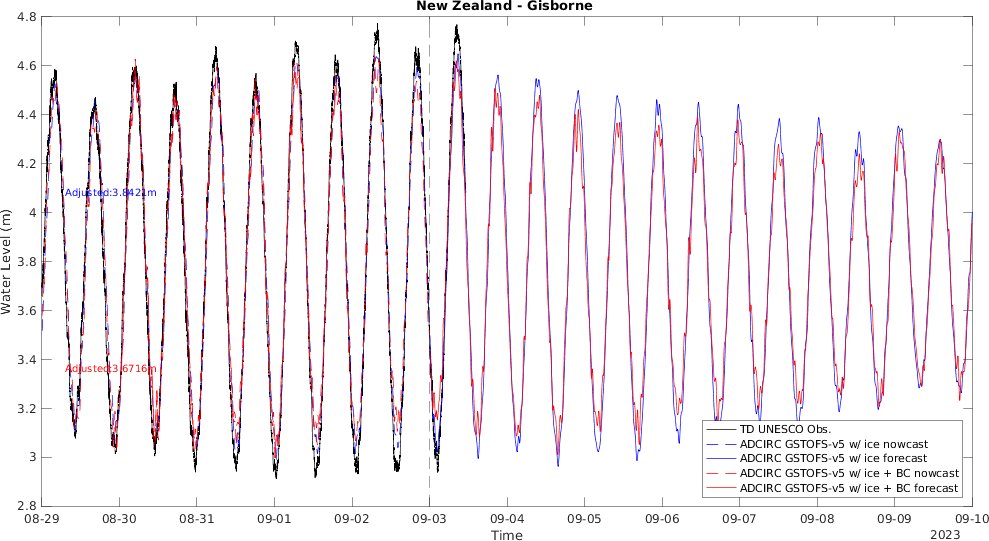 New Zealand - Gisborne
Water Level (m)
4.8
4.6
4.4
4.2
4
3.8
3.6
3.4
3.2
3
2.8
Adjusted:3.8421m
Adjusted:3.6716m
TD UNESCO Obs.
ADCIRC GSTOFS-v5 w/ ice nowcast
ADCIRC GSTOFS-v5 w/ ice forecast
ADCIRC GSTOFS-v5 w/ ice + BC nowcast
ADCIRC GSTOFS-v5 w/ ice + BC forecast
08-29 08-30 08-31 09-01 09-02 09-03 09-04 09-05 09-06 09-07 09-08 09-09 09-10
Time
2023